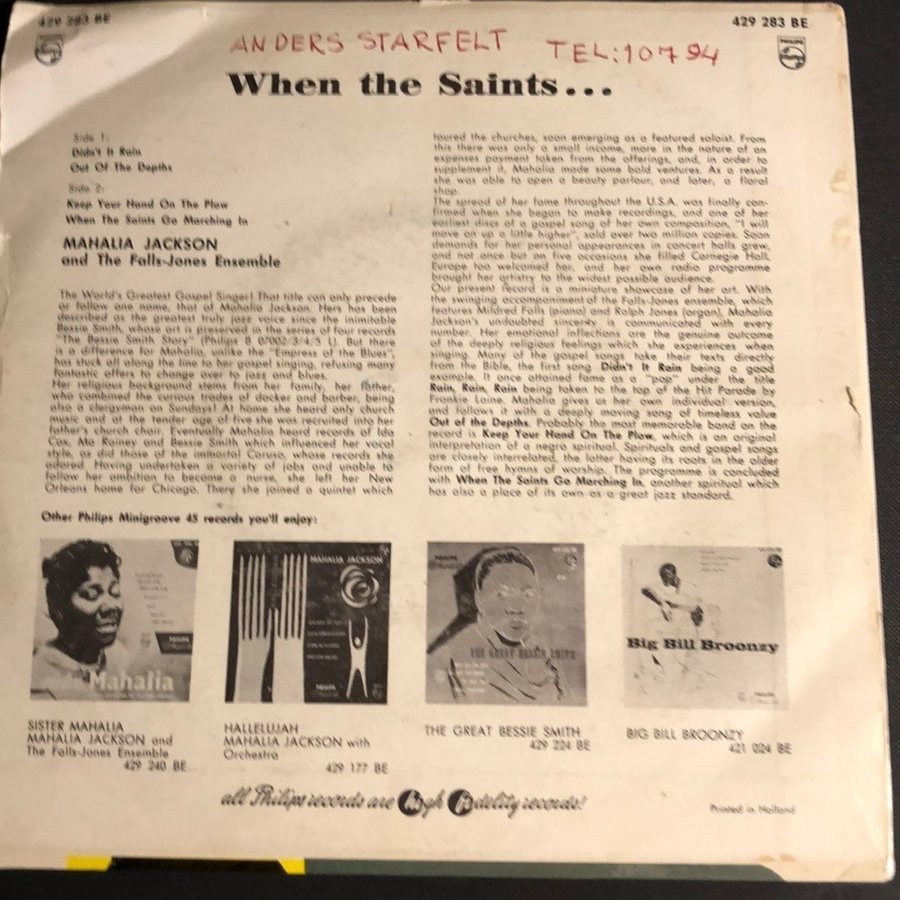 429 283 BE
429 283 BE
PHILIPS
ANDERS STARFELT TEL:10794
When the Saints...
Side 1:
Didn't It Rain
Out Of The Depths
Side 2:
Keep Your Hand On The Plow
When The Saints Go Marching In
MAHALIA JACKSON
and The Falls-Jones Ensemble
The World's Greatest Gospel Singer! That title can only precede
or follow one name, that of Mahalia Jackson. Hers has been
described as the greatest truly jazz voice since the inimitable
Bessie Smith, whose art is preserved in the series of four records
"The Bessie Smith Story" (Philips B 07002/3/4/5 L). But there
is a difference for Mahalia, unlike the "Empress of the Blues",
has stuck all along the line to her gospel singing, refusing many
fantastic offers to change over to jazz and blues.
Her religious background stems from her family, her father,
who combined the curious trades of docker and barber, being
also a clergyman on Sundays! At home she heard only church
music and at the tender age of five she was recruited into her
father's church choir. Eventually Mahalia heard records of Ida
Cox, Ma Rainey and Bessie Smith which influenced her vocal
style, as did those of the immortal Caruso, whose records she
adored. Having undertaken a variety of jobs and unable to
follow her ambition to become a nurse, she left her New
Orleans home for Chicago. There she joined a quintet which
toured the churches, soon emerging as a featured soloist. From
this there was only a small income, more in the nature of an
expenses payment taken from the offerings, and, in order to
supplement it, Mahalia made some bold ventures. As a result
she was able to open a beauty parlour, and later, a floral
shop.
The spread of her fame throughout the U.S.A. was finally con-
firmed when she began to make recordings, and one of her
earliest discs of a gospel song of her own composition, "I will
move on up a little higher", sold over two million copies. Soon
demands for her personal appearances in concert halls grew,
and not once but on five occasions she filled Carnegie Hall.
Europe too welcomed her, and her own radio programme
brought her artistry to the widest possible audience.
Our present record is a miniature showcase of her art. With
the swinging accompaniment of the Falls-Jones ensemble, which
features Mildred Falls (piano) and Ralph Jones (organ), Mahalia
Jackson's undoubted sincerity is communicated with every
number. Her emotional inflections are the genuine outcome
of the deeply religious feelings which she experiences when
singing. Many of the gospel songs take their texts directly
from the Bible, the first song Didn't It Rain being a good
example. It once attained fame as a "pop" under the title
Rain, Rain, Rain being taken to the top of the Hit Parade by
Frankie Laine. Mahalia gives us her own individual version,
and follows it with a deeply moving song of timeless value
Out of the Depths. Probably the most memorable band on the
record is Keep Your Hand On The Plow, which is an original
interpretation of a negro spiritual. Spirituals and gospel songs
are closely interrelated, the latter having its roots in the older
form of free hymns of worship. The programme is concluded
with When The Saints Go Marching In, another spiritual which
has also a place of its own as a great jazz standard.
Other Philips Minigroove 45 records you'll enjoy:
Mahalia
MAHALIA JACKSON
PHILIPS
THE GREAT BESSIE SMITH
Big Bill Broonzy
SISTER MAHALIA
MAHALIA JACKSON and
The Falls-Jones Ensemble
429 240 BE
HALLELUJAH
MAHALIA JACKSON with
Orchestra
429 177 BE
THE GREAT BESSIE SMITH
429 224 BE
BIG BILL BROONZY
421 024 BE
all Philips records are high fidelity records!
Printed in Holland